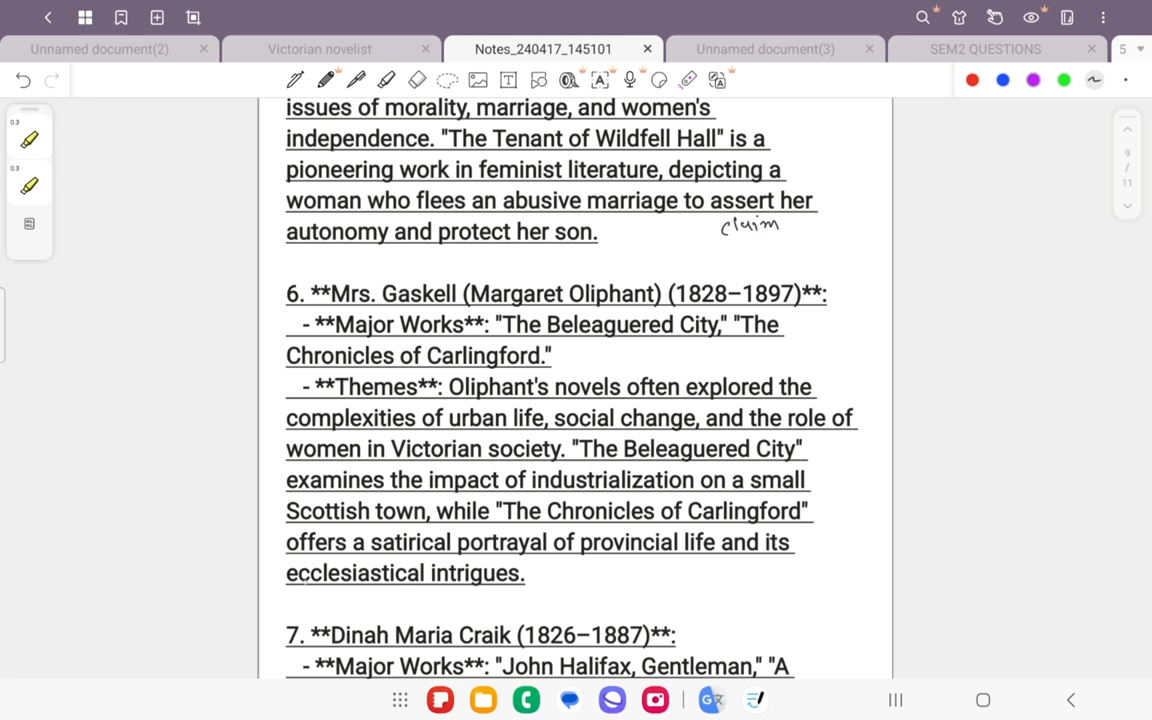 Unnamed document(2)
Victorian novelist
Notes_240417_145101
Unnamed document(3)
SEM2 QUESTIONS
5
0.3
0.3
issues of morality, marriage, and women's
independence. "The Tenant of Wildfell Hall" is a
pioneering work in feminist literature, depicting a
woman who flees an abusive marriage to assert her
autonomy and protect her son.
claim
6. **Mrs. Gaskell (Margaret Oliphant) (1828–1897)**:
- **Major Works**: "The Beleaguered City," "The
Chronicles of Carlingford."
- **Themes**: Oliphant's novels often explored the
complexities of urban life, social change, and the role of
women in Victorian society. "The Beleaguered City"
examines the impact of industrialization on a small
Scottish town, while "The Chronicles of Carlingford"
offers a satirical portrayal of provincial life and its
ecclesiastical intrigues.
7. **Dinah Maria Craik (1826–1887)**:
- **Major Works**: "John Halifax, Gentleman," "A
9
/
11